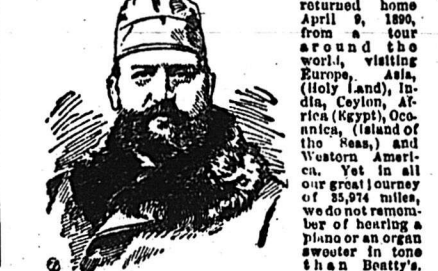 returned home
April 9, 1890,
from a tour
around the
world, visiting
Europe, Asia,
(Holy Land), In-
dia, Ceylon, Af-
rica (Egypt), Oce-
anica, (Island of
the Seas,) and
Western Ameri-
ca. Yet in all
our great journey
of 35,974 miles,
we do not remem-
ber of hearing a
piano or an organ
sweeter in tone
than Beatty's.